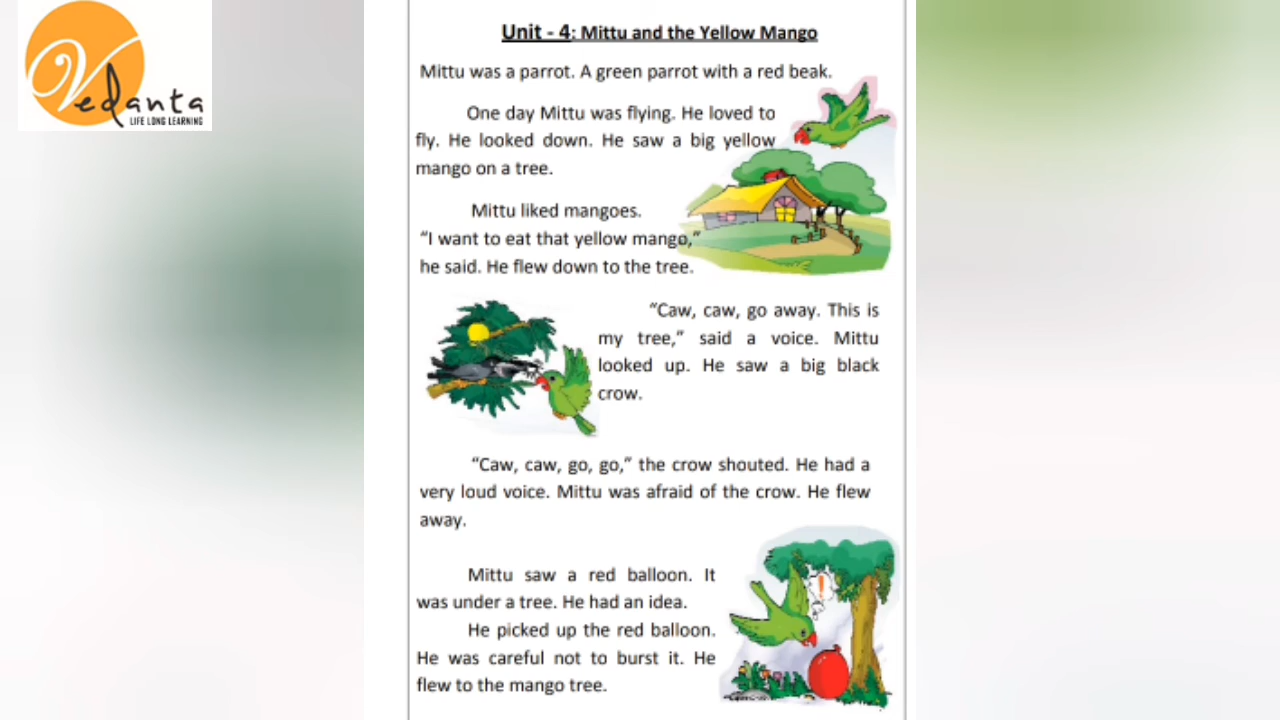 Vedanta
LIFE LONG LEARNING
Unit - 4: Mittu and the Yellow Mango
Mittu was a parrot. A green parrot with a red beak.
One day Mittu was flying. He loved to
fly. He looked down. He saw a big yellow
mango on a tree.
Mittu liked mangoes.
“I want to eat that yellow mango,”
he said. He flew down to the tree.
“Caw, caw, go away. This is
my tree,” said a voice. Mittu
looked up. He saw a big black
crow.
“Caw, caw, go, go,” the crow shouted. He had a
very loud voice. Mittu was afraid of the crow. He flew
away.
Mittu saw a red balloon. It
was under a tree. He had an idea.
He picked up the red balloon.
He was careful not to burst it. He
flew to the mango tree.